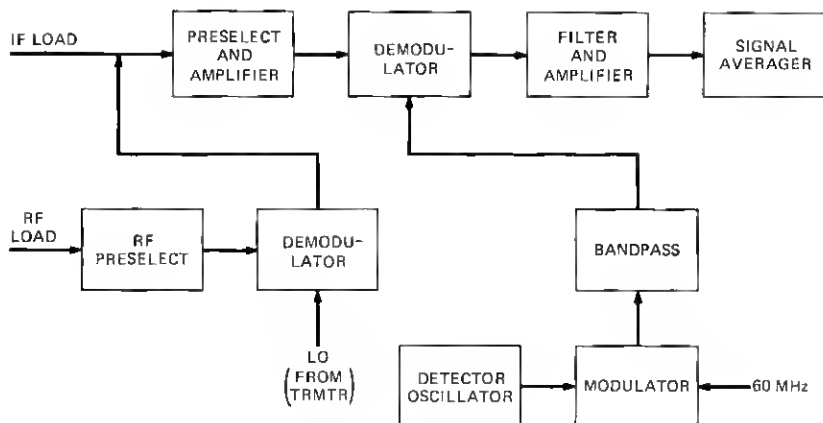 IF LOAD
PRESELECT
AND
AMPLIFIER
DEMODU-
LATOR
FILTER
AND
AMPLIFIER
SIGNAL
AVERAGER
RF
LOAD
RF
PRESELECT
DEMODU-
LATOR
BANDPASS
LO
(FROM
TRMTR)
DETECTOR
OSCILLATOR
MODULATOR
60 MHz